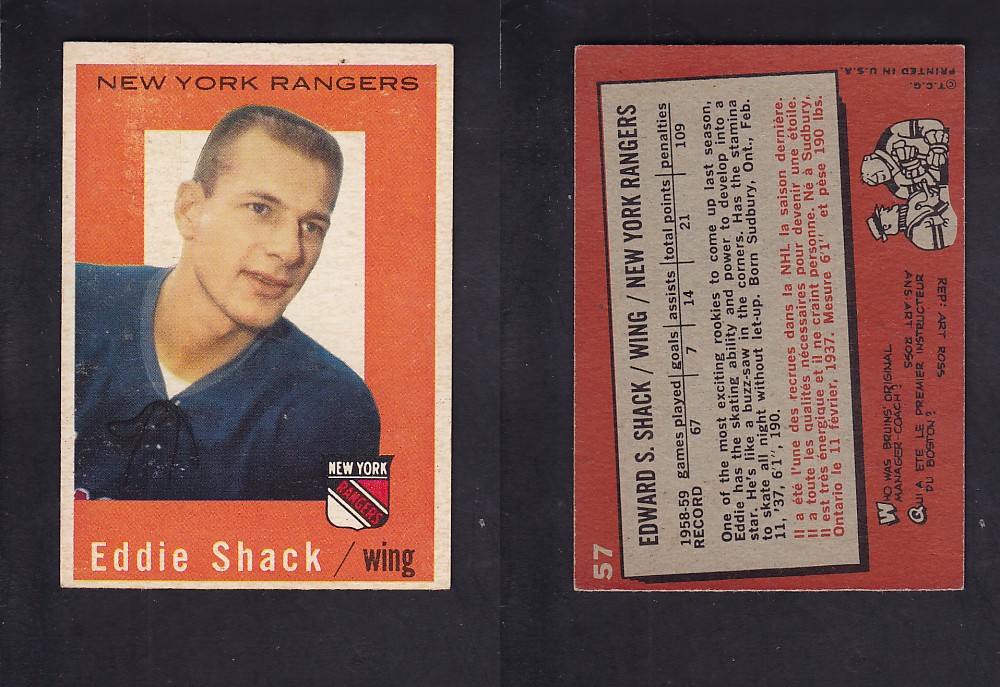 NEW YORK RANGERS
NEW YORK
RANGERS
Eddie Shack / wing
57
EDWARD S. SHACK / WING / NEW YORK RANGERS
1958-59 games played goals assists total points penalties
RECORD 67 7 14 21 109
One of the most exciting rookies to come up last season,
Eddie has the skating ability and power to develop into a
star. He's like a buzz-saw in the corners. Has the stamina
to skate all night without let-up. Born Sudbury, Ont., Feb.
11, '37, 6'1", 190.
Il a été l'une des recrues dans la NHL la saison dernière.
Il a toute les qualités nécessaires pour devenir une étoile.
Il est très énergique et il ne craint personne. Né à Sudbury,
Ontario le 11 février, 1937. Mesure 6'1" et pèse 190 lbs.
WHO WAS BRUINS' ORIGINAL
MANAGER-COACH?
ANS: ART ROSS
QUI A ETE LE PREMIER INSTRUCTEUR
DU BOSTON?
REP: ART ROSS
© T.C.G.
PRINTED IN U.S.A.